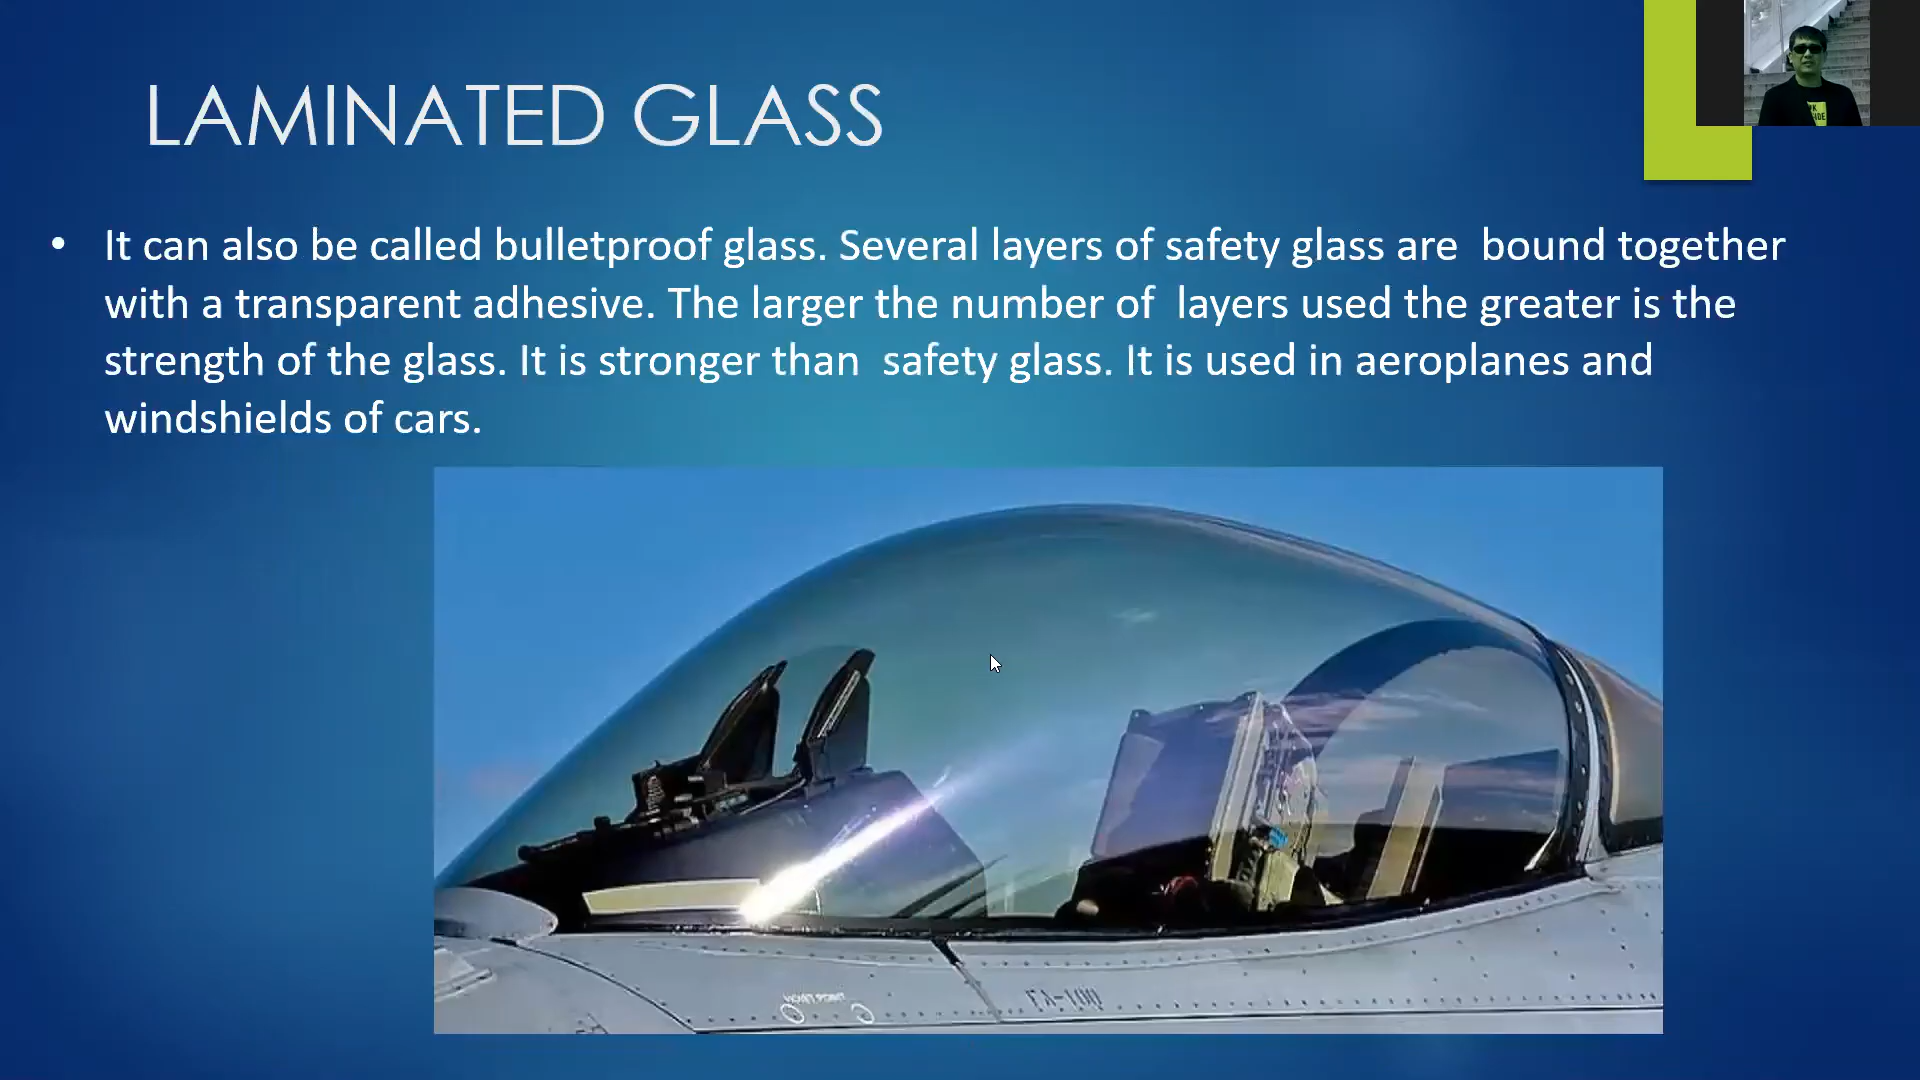 LAMINATED GLASS
• It can also be called bulletproof glass. Several layers of safety glass are bound together
with a transparent adhesive. The larger the number of layers used the greater is the
strength of the glass. It is stronger than safety glass. It is used in aeroplanes and
windshields of cars.